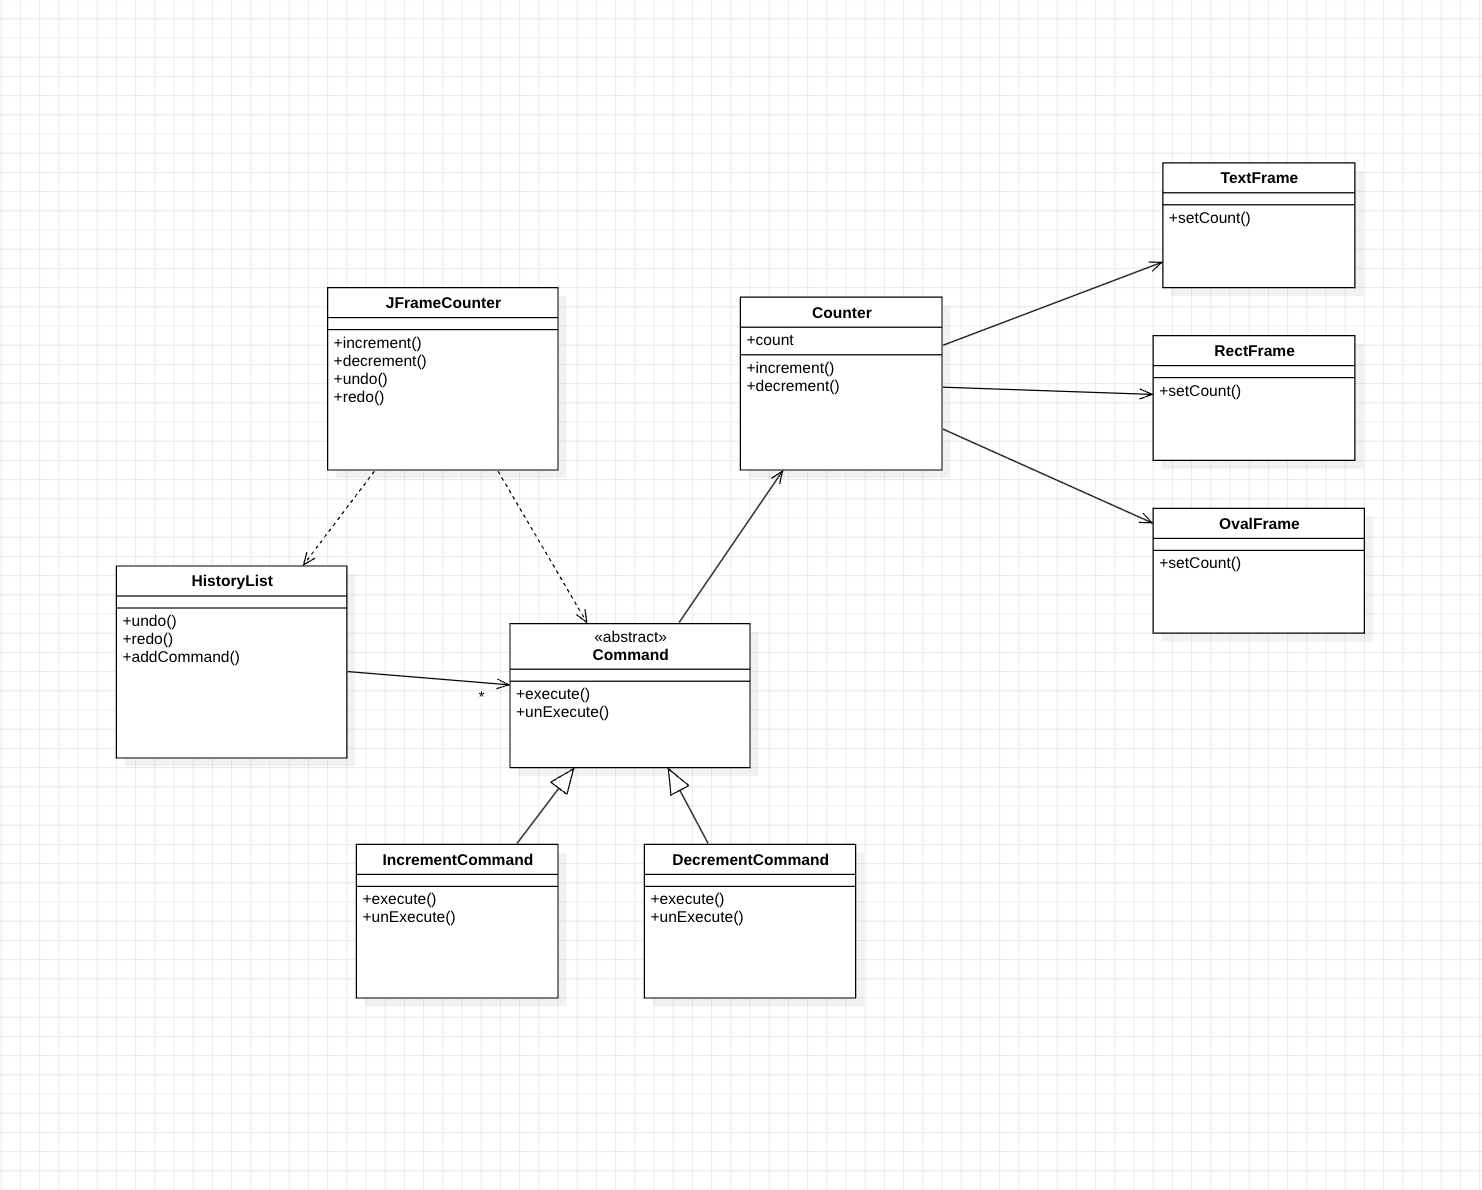 TextFrame
+setCount()
JFrameCounter
+increment()
+decrement()
+undo()
+redo()
Counter
+count
+increment()
+decrement()
RectFrame
+setCount()
OvalFrame
+setCount()
HistoryList
+undo()
+redo()
+addCommand()
*
«abstract»
Command
+execute()
+unExecute()
IncrementCommand
+execute()
+unExecute()
DecrementCommand
+execute()
+unExecute()